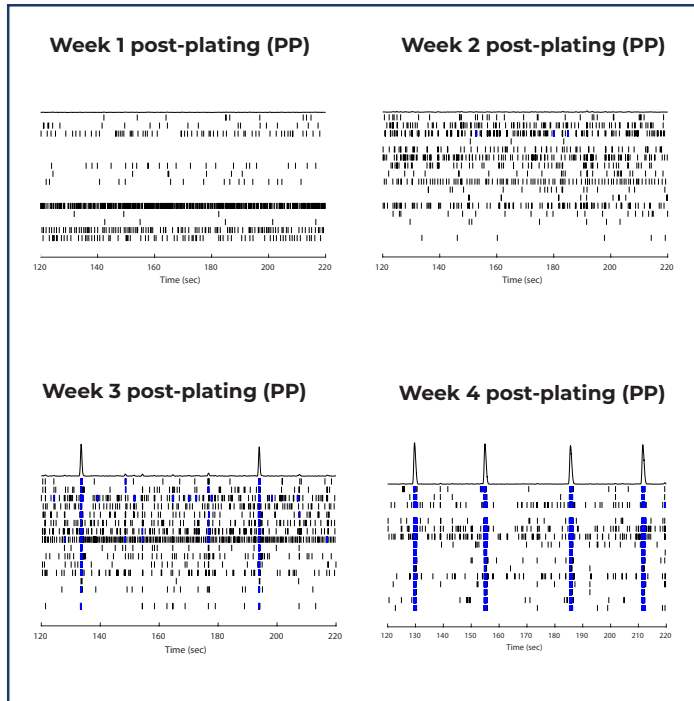 Week 1 post-plating (PP)
Week 2 post-plating (PP)
120 140 160 180 200 220
Time (sec)
120 140 160 180 200 220
Time (sec)
Week 3 post-plating (PP)
Week 4 post-plating (PP)
120 140 160 180 200 220
Time (sec)
120 130 140 150 160 170 180 190 200 210 220
Time (sec)